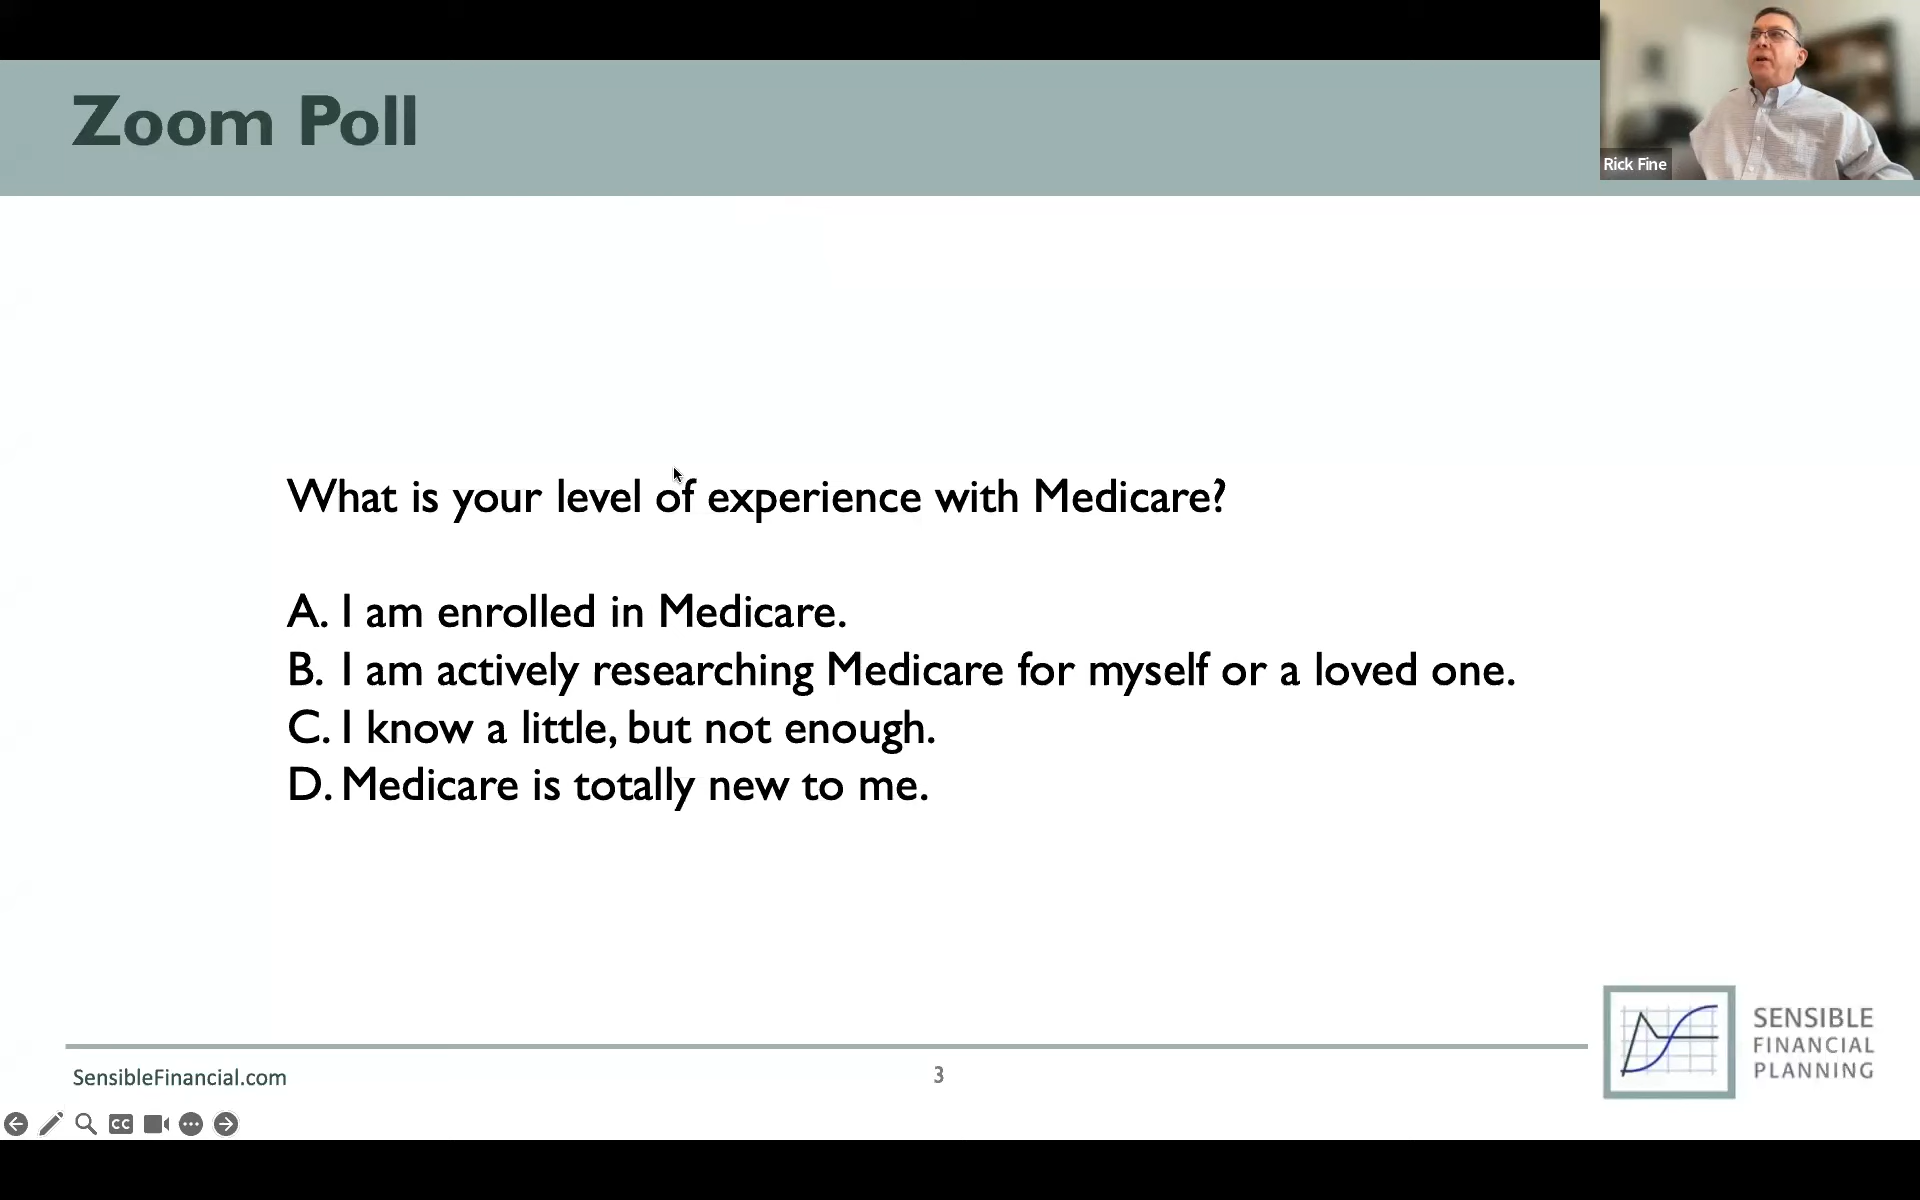 Zoom Poll
Rick Fine
What is your level of experience with Medicare?
A. I am enrolled in Medicare.
B. I am actively researching Medicare for myself or a loved one.
C. I know a little, but not enough.
D. Medicare is totally new to me.
SENSIBLE
FINANCIAL
PLANNING
SensibleFinancial.com
3
CC